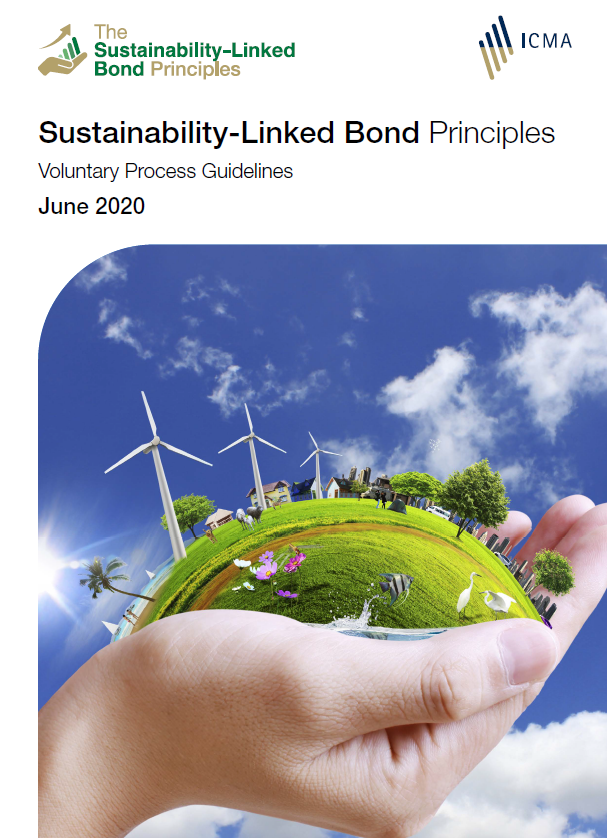 The
Sustainability-Linked
Bond Principles
ICMA
Sustainability-Linked Bond Principles
Voluntary Process Guidelines
June 2020